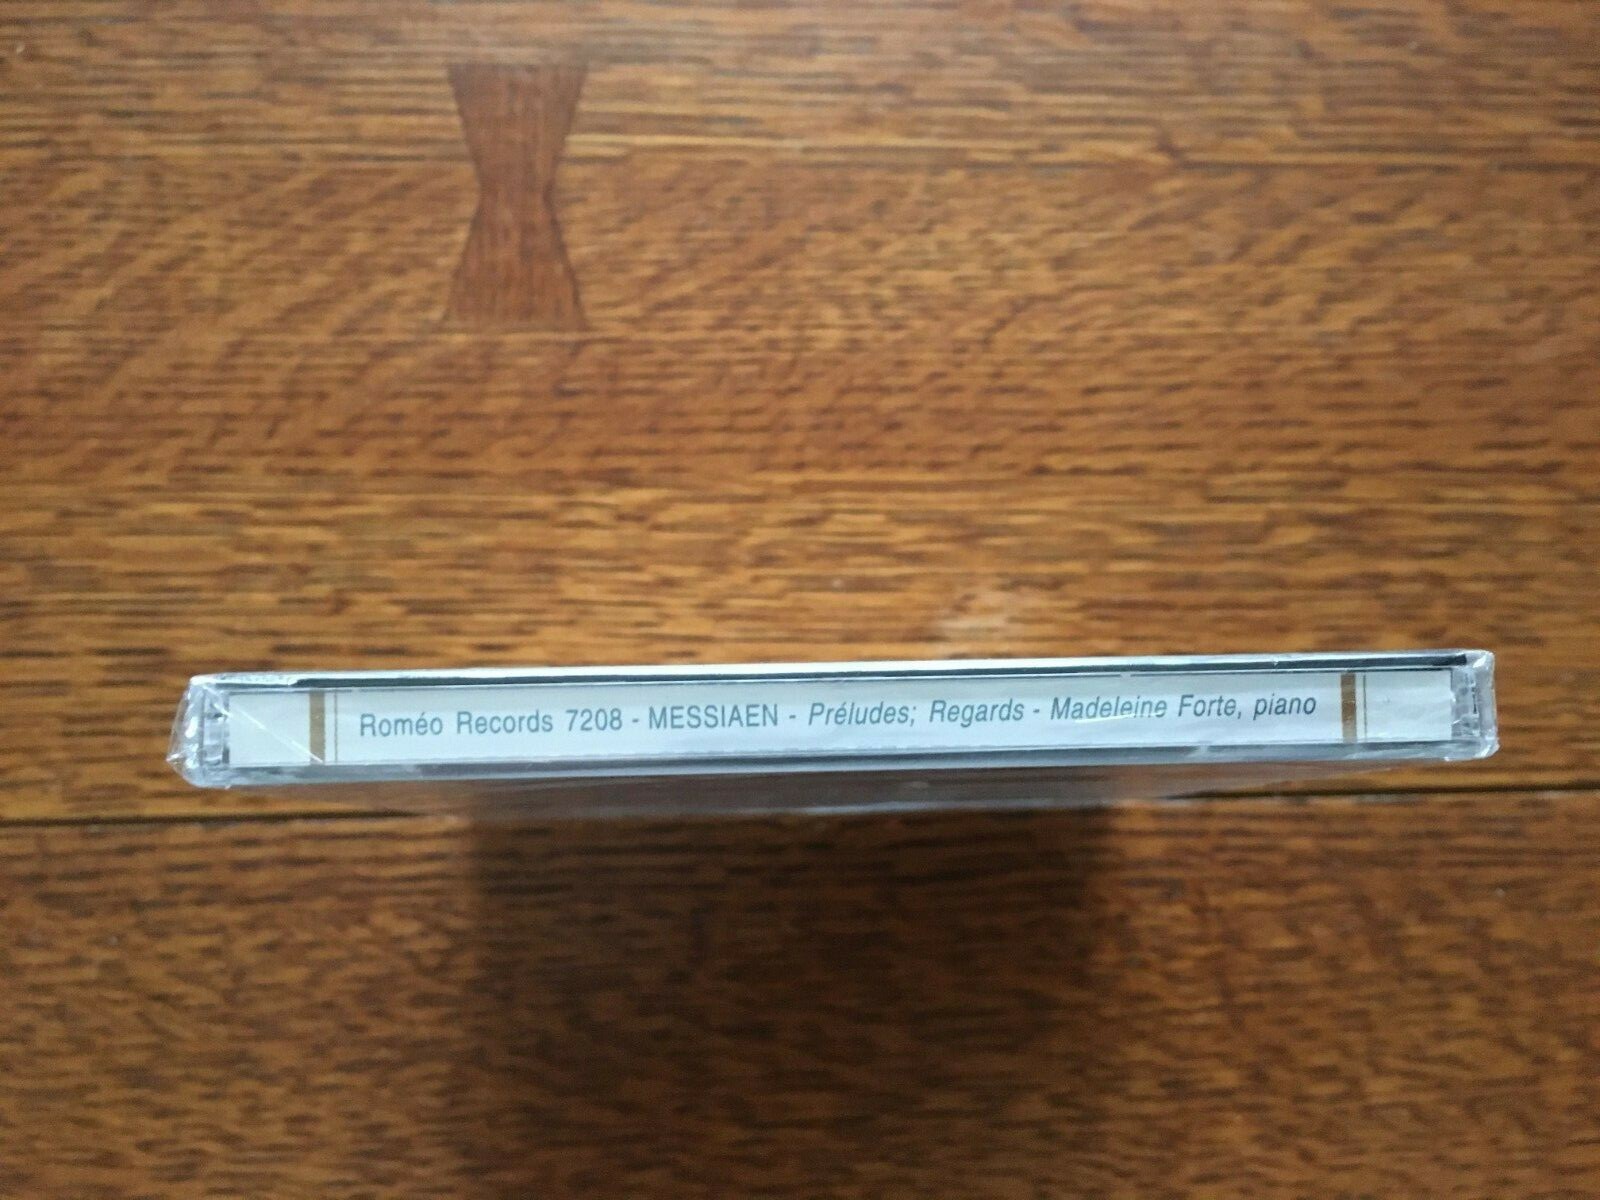 Roméo Records 7208 - MESSIAEN - Préludes; Regards - Madeleine Forte, piano